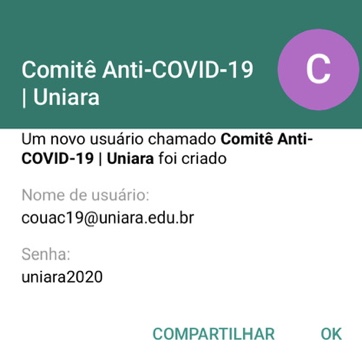 Comitê Anti-COVID-19
| Uniara
C
Um novo usuário chamado Comitê Anti-
COVID-19 | Uniara foi criado
Nome de usuário:
couac19@uniara.edu.br
Senha:
uniara2020
COMPARTILHAR OK